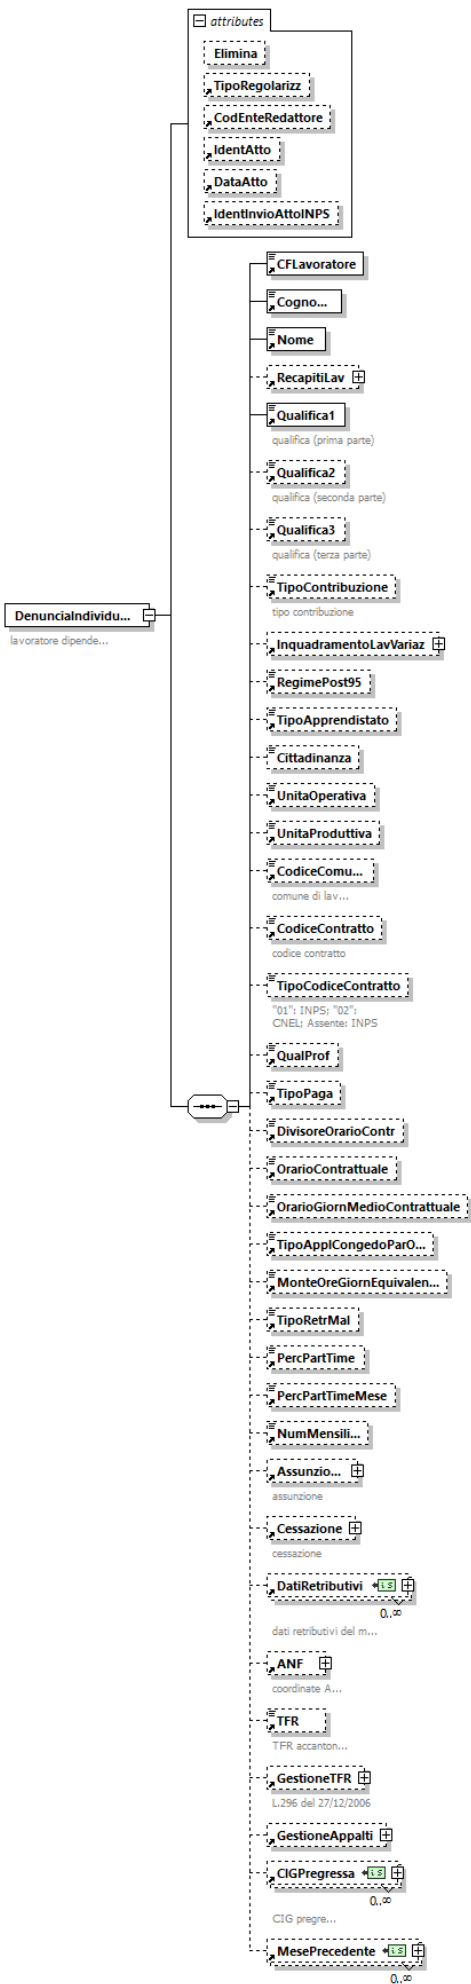 attributes
Elimina
TipoRegolarizz
CodEnteRedattore
IdentAtto
DataAtto
IdentInvioAttoINPS
CFLavoratore
Cogno...
Nome
RecapitiLav
Qualifica1
qualifica (prima parte)
Qualifica2
qualifica (seconda parte)
Qualifica3
qualifica (terza parte)
TipoContribuzione
tipo contribuzione
DenunciaIndividu...
lavoratore dipende...
InquadramentoLavVariaz
RegimePost95
TipoApprendistato
Cittadinanza
UnitaOperativa
UnitaProduttiva
CodiceComu...
comune di lav...
CodiceContratto
codice contratto
TipoCodiceContratto
"01": INPS; "02":
CNEL; Assente: INPS
QualProf
TipoPaga
DivisoreOrarioContr
OrarioContrattuale
OrarioGiornMedioContrattuale
TipoApplCongedoParO...
MonteOreGiornEquivalen...
TipoRetrMal
PercPartTime
PercPartTimeMese
NumMensili...
Assunzio...
assunzione
Cessazione
cessazione
DatiRetributivi
0..∞
dati retributivi del m...
ANF
coordinate A...
TFR
TFR accanton...
GestioneTFR
L.296 del 27/12/2006
GestioneAppalti
CIGPregressa
0..∞
CIG pregre...
MesePrecedente
0..∞